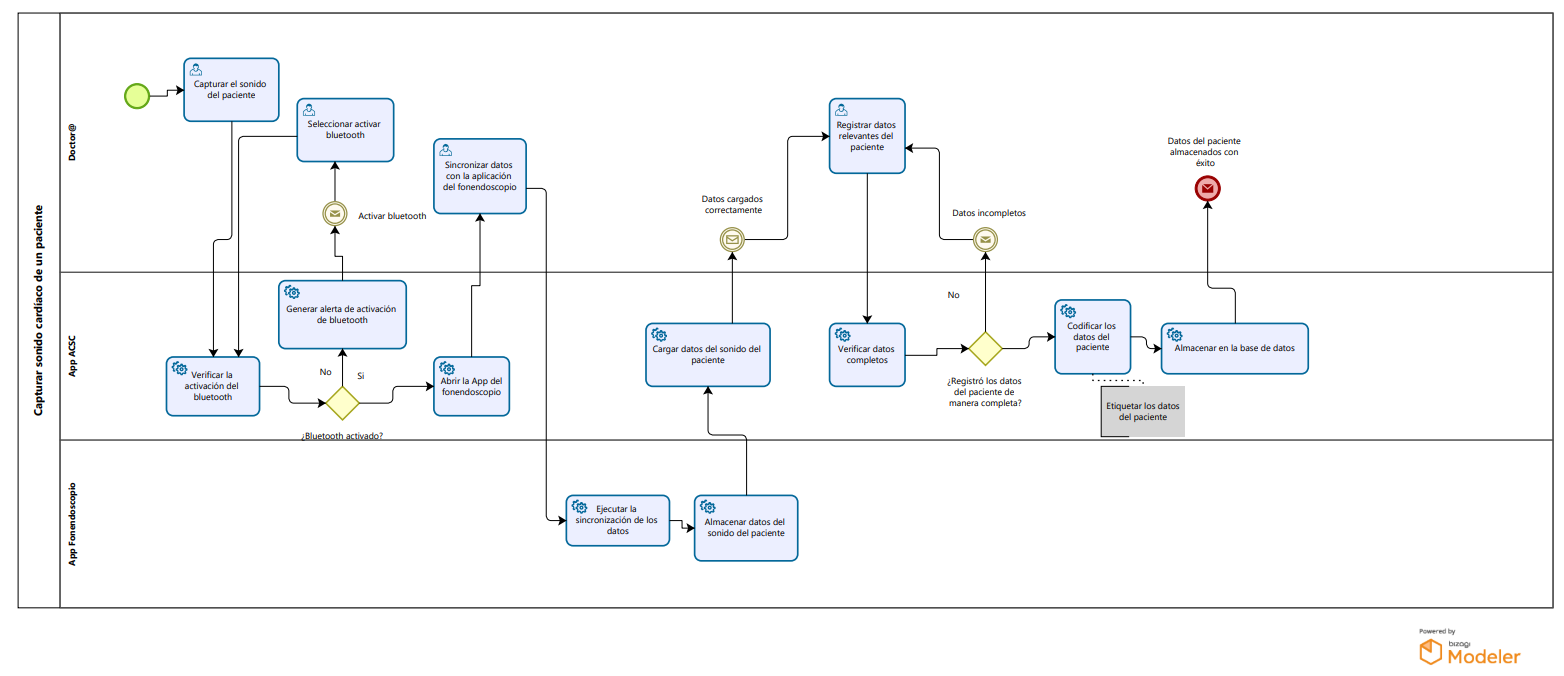 Capturar sonido cardíaco de un paciente
Doctor@
Capturar el sonido
del paciente
Seleccionar activar
bluetooth
Activar bluetooth
Sincronizar datos
con la aplicación
del fonendoscopio
Datos cargados
correctamente
Registrar datos
relevantes del
paciente
Datos incompletos
Datos del paciente
almacenados con
éxito
App ACSC
Verificar la
activación del
bluetooth
Generar alerta de activación
de bluetooth
No
Si
¿Bluetooth activado?
Abrir la App del
fonendoscopio
Cargar datos del sonido del
paciente
Verificar datos
completos
No
¿Registró los datos
del paciente de
manera completa?
Codificar los
datos del
paciente
Almacenar en la base de datos
Etiquetar los datos
del paciente
App Fonendoscopio
Ejecutar la
sincronización de los
datos
Almacenar datos del
sonido del paciente
Powered by
bizagi
Modeler